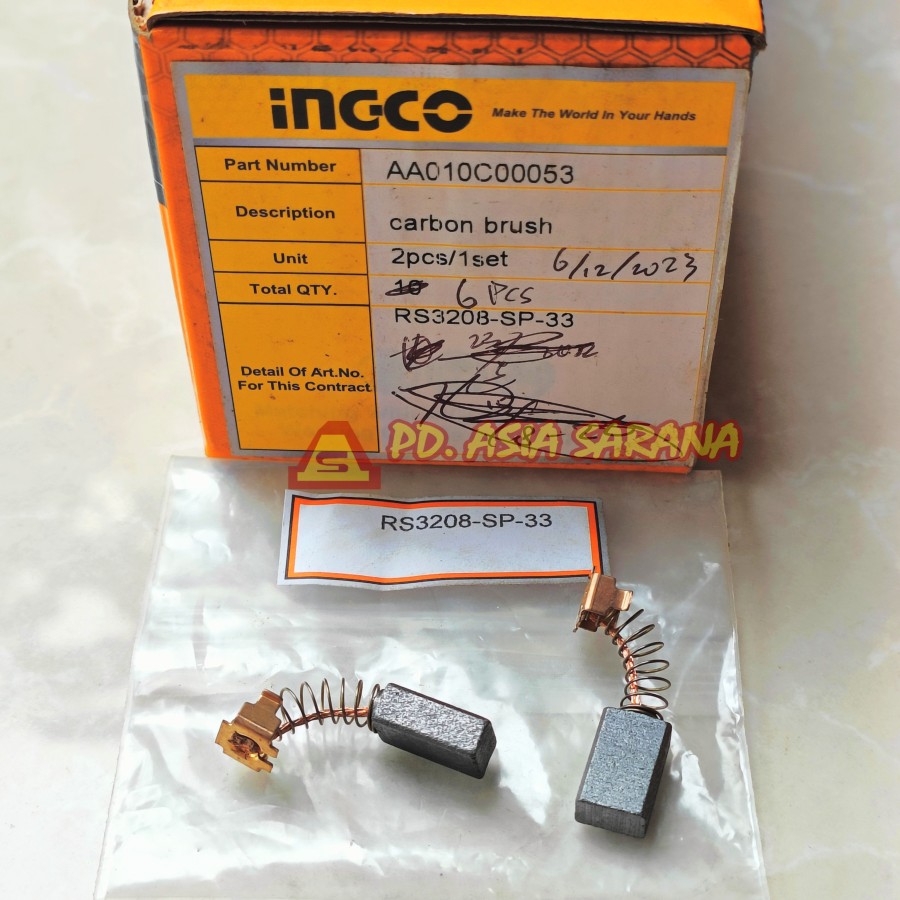 INGCO Make The World In Your Hands
Part Number AA010C00053
Description carbon brush
Unit 2pcs/1set 6/12/2023
Total QTY. 6 PCS
RS3208-SP-33
Detail Of Art.No.
For This Contract
PD. ASIA SARANA
RS3208-SP-33